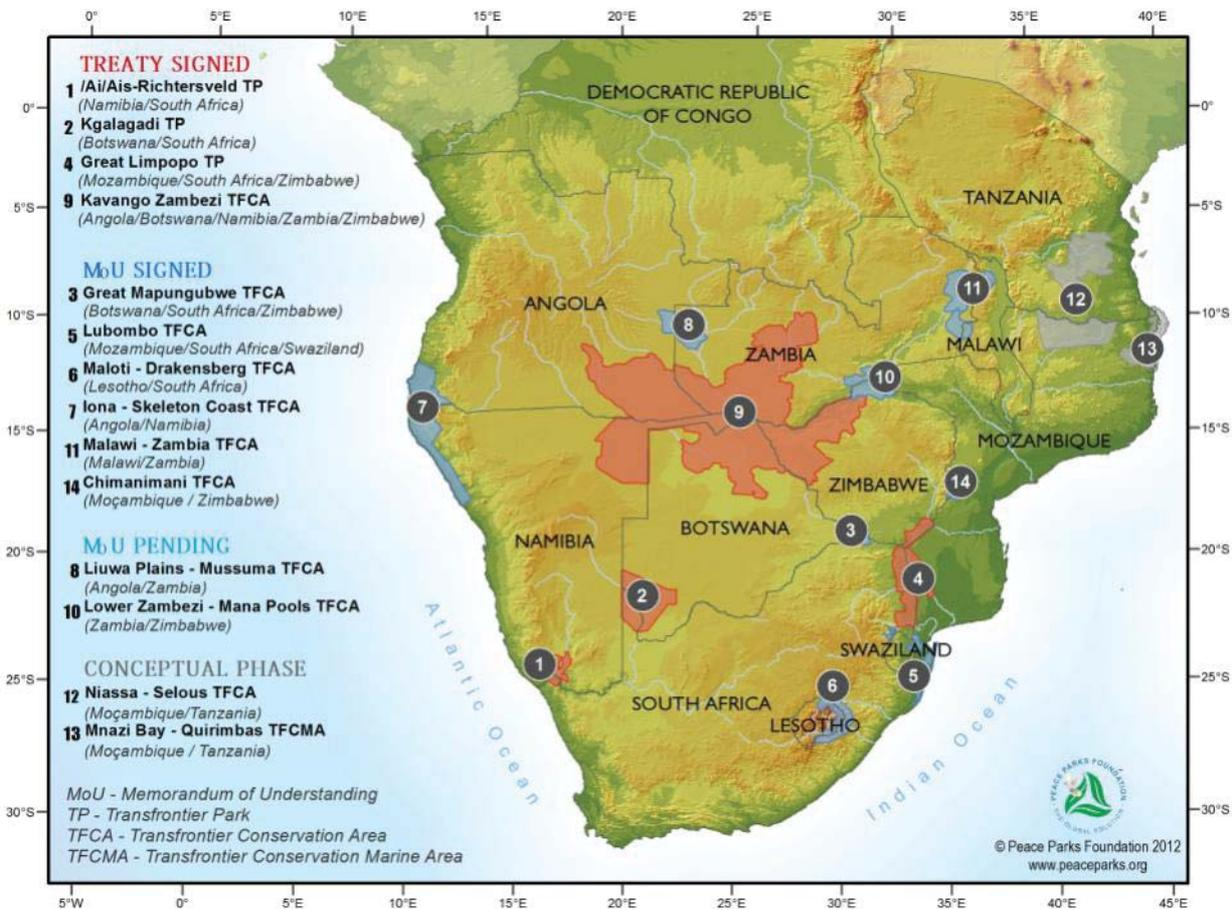 0°
5°E
10°E
15°E
20°E
25°E
30°E
35°E
40°E
TREATY SIGNED
1 /Ai/Ais-Richtersveld TP
(Namibia/South Africa)
2 Kgalagadi TP
(Botswana/South Africa)
4 Great Limpopo TP
(Mozambique/South Africa/Zimbabwe)
9 Kavango Zambezi TFCA
(Angola/Botswana/Namibia/Zambia/Zimbabwe)
MoU SIGNED
3 Great Mapungubwe TFCA
(Botswana/South Africa/Zimbabwe)
5 Lubombo TFCA
(Mozambique/South Africa/Swaziland)
6 Maloti - Drakensberg TFCA
(Lesotho/South Africa)
7 Iona - Skeleton Coast TFCA
(Angola/Namibia)
11 Malawi - Zambia TFCA
(Malawi/Zambia)
14 Chimanimani TFCA
(Moçambique / Zimbabwe)
MoU PENDING
8 Liuwa Plains - Mussuma TFCA
(Angola/Zambia)
10 Lower Zambezi - Mana Pools TFCA
(Zambia/Zimbabwe)
CONCEPTUAL PHASE
12 Niassa - Selous TFCA
(Moçambique/Tanzania)
13 Mnazi Bay - Quirimbas TFCMA
(Moçambique / Tanzania)
MoU - Memorandum of Understanding
TP - Transfrontier Park
TFCA - Transfrontier Conservation Area
TFCMA - Transfrontier Conservation Marine Area
0°
5°S
10°S
15°S
20°S
25°S
30°S
DEMOCRATIC REPUBLIC
OF CONGO
TANZANIA
ANGOLA
8
11
12
ZAMBIA
MALAWI
13
10
7
9
MOZAMBIQUE
ZIMBABWE
14
BOTSWANA
3
NAMIBIA
2
4
SWAZILAND
1
5
6
SOUTH AFRICA
LESOTHO
Atlantic Ocean
Indian Ocean
0°
5°S
10°S
15°S
20°S
25°S
30°S
PEACE PARKS FOUNDATION
THE GLOBAL SOLUTION
© Peace Parks Foundation 2012
www.peaceparks.org
5°W
0°
5°E
10°E
15°E
20°E
25°E
30°E
35°E
40°E
45°E